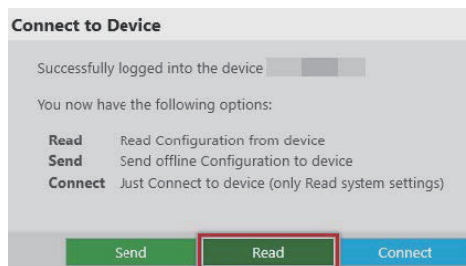 Connect to Device
Successfully logged into the device
You now have the following options:
Read Read Configuration from device
Send Send offline Configuration to device
Connect Just Connect to device (only Read system settings)
Send Read Connect